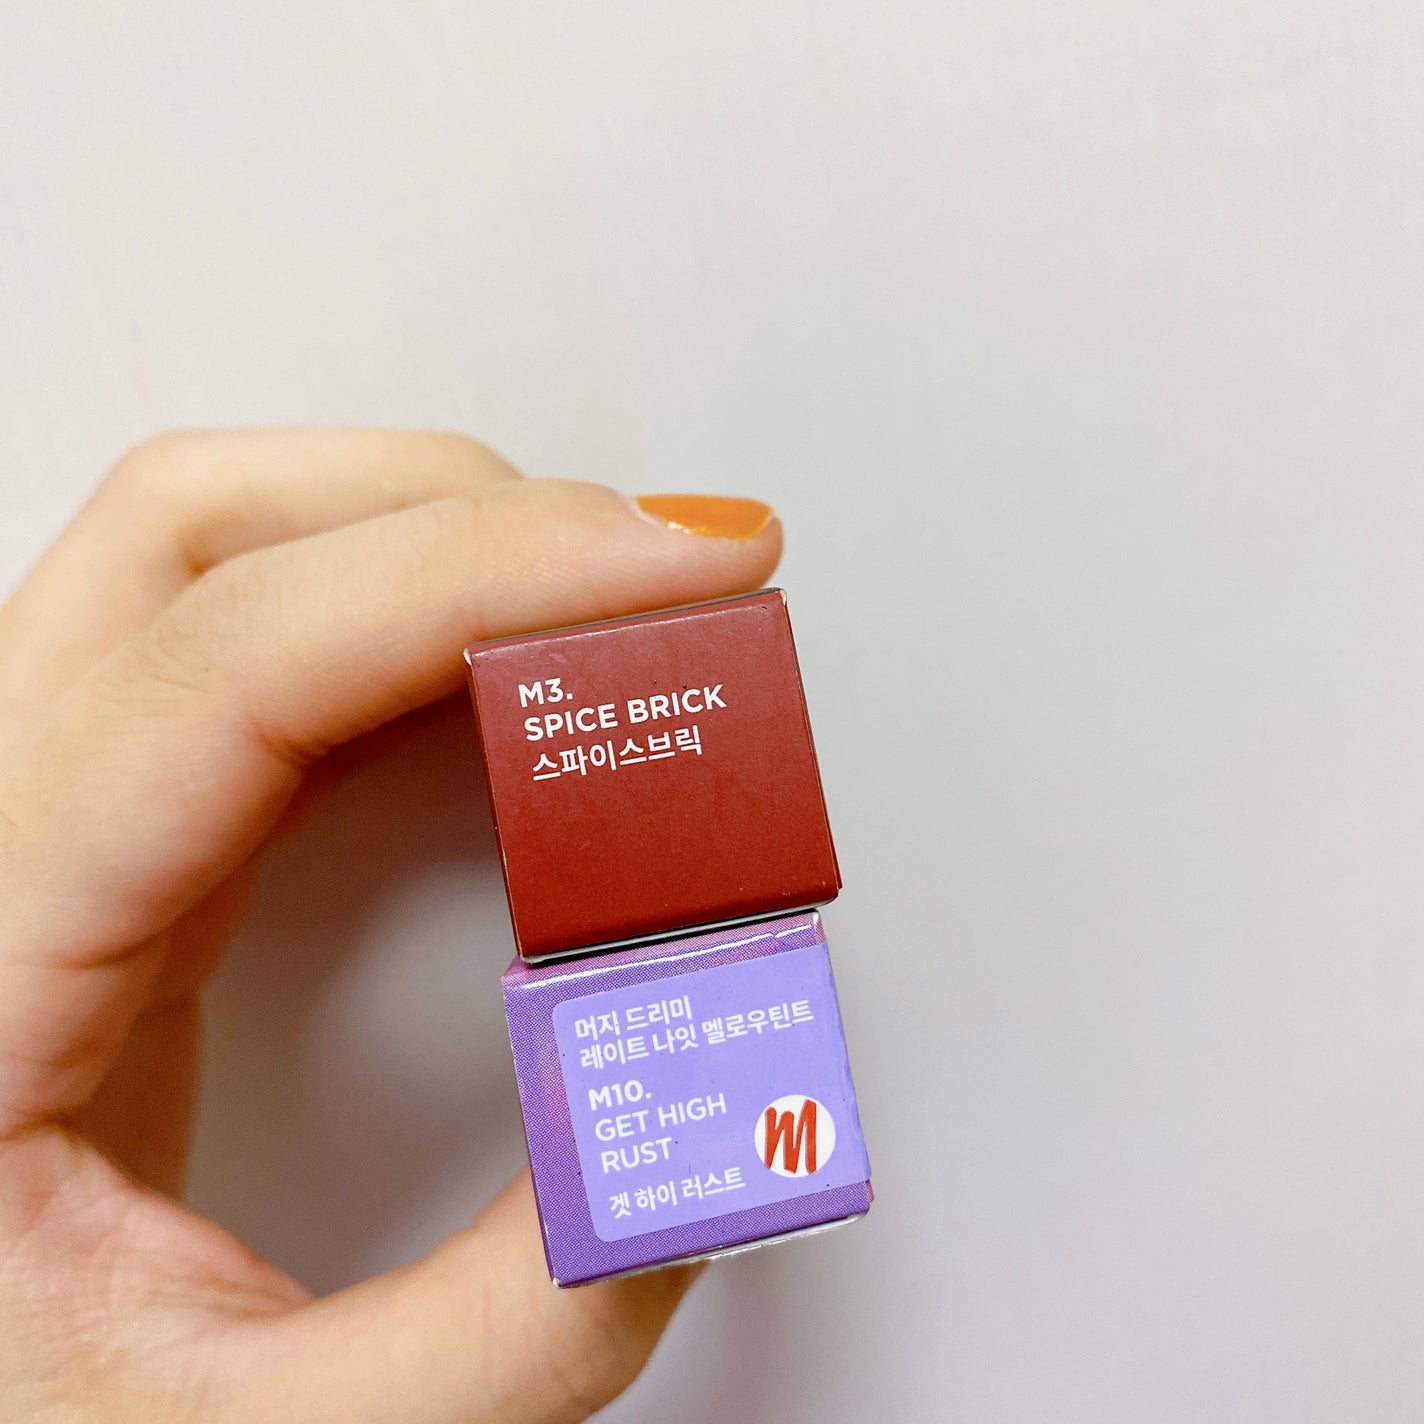 M3.
SPICE BRICK
스파이스브릭
머지 드리미
레이트 나잇 멜로우틴트
M10.
GET HIGH
RUST
겟 하이 러스트
M